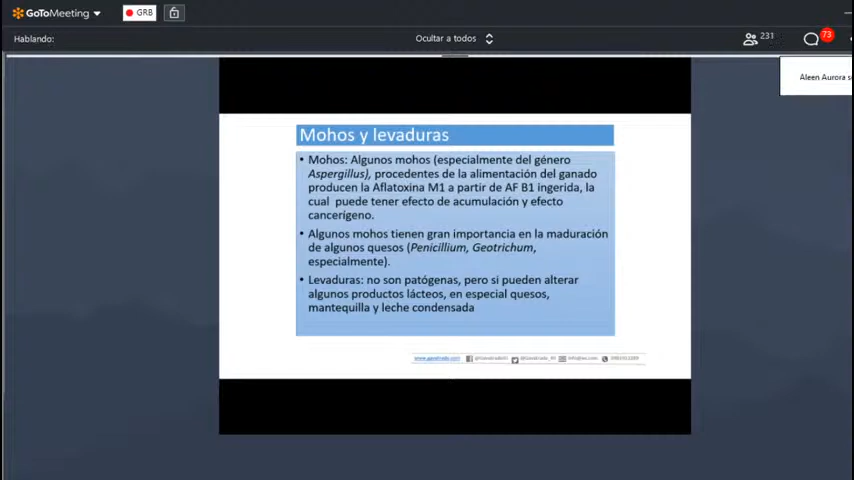 GoToMeeting
GRB
Hablando:
Ocultar a todos
231
73
Aleen Aurora s
Mohos y levaduras
• Mohos: Algunos mohos (especialmente del género
Aspergillus), procedentes de la alimentación del ganado
producen la Aflatoxina M1 a partir de AF B1 ingerida, la
cual puede tener efecto de acumulación y efecto
cancerígeno.
• Algunos mohos tienen gran importancia en la maduración
de algunos quesos (Penicillium, Geotrichum,
especialmente).
• Levaduras: no son patógenas, pero si pueden alterar
algunos productos lácteos, en especial quesos,
mantequilla y leche condensada